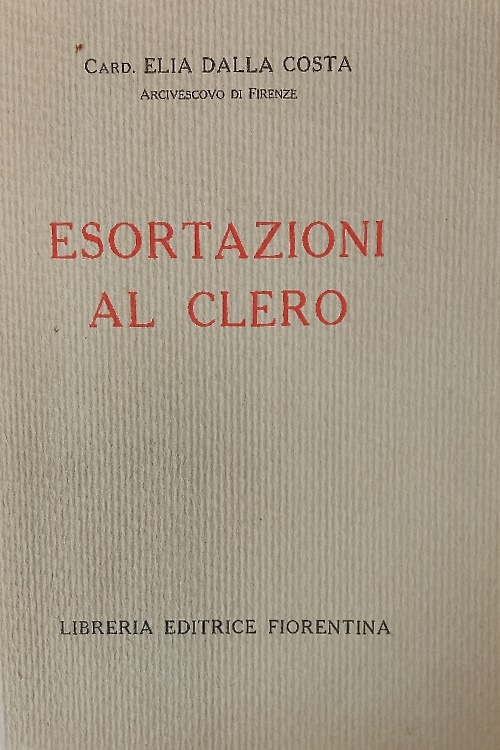 Card. ELIA DALLA COSTA
Arcivescovo di Firenze
ESORTAZIONI
AL CLERO
LIBRERIA EDITRICE FIORENTINA